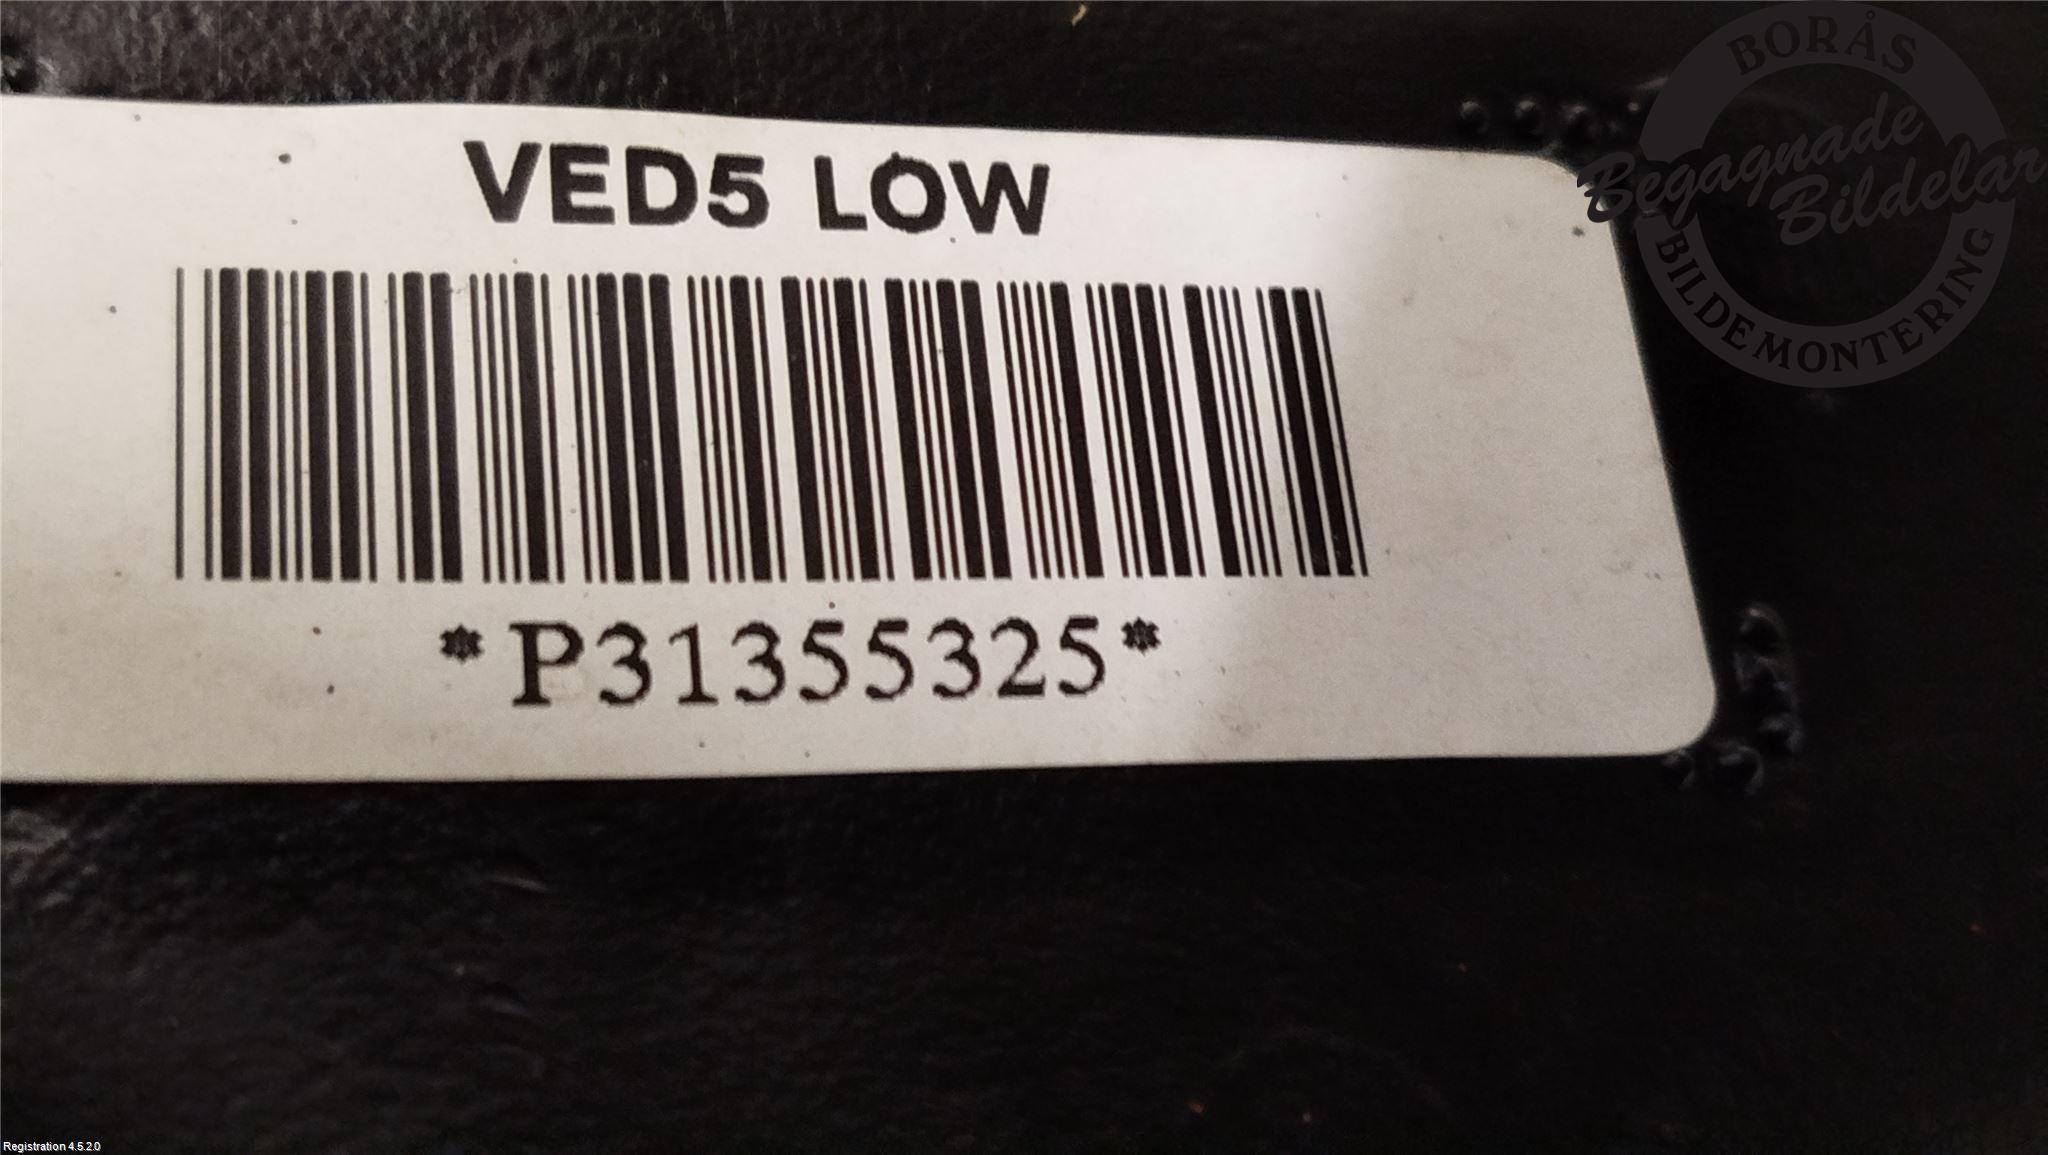 VED5 LOW
*P31355325*
BORÅS
Begagnade
Bildelar
BILDEMONTERING
Registration 4.5.2.0